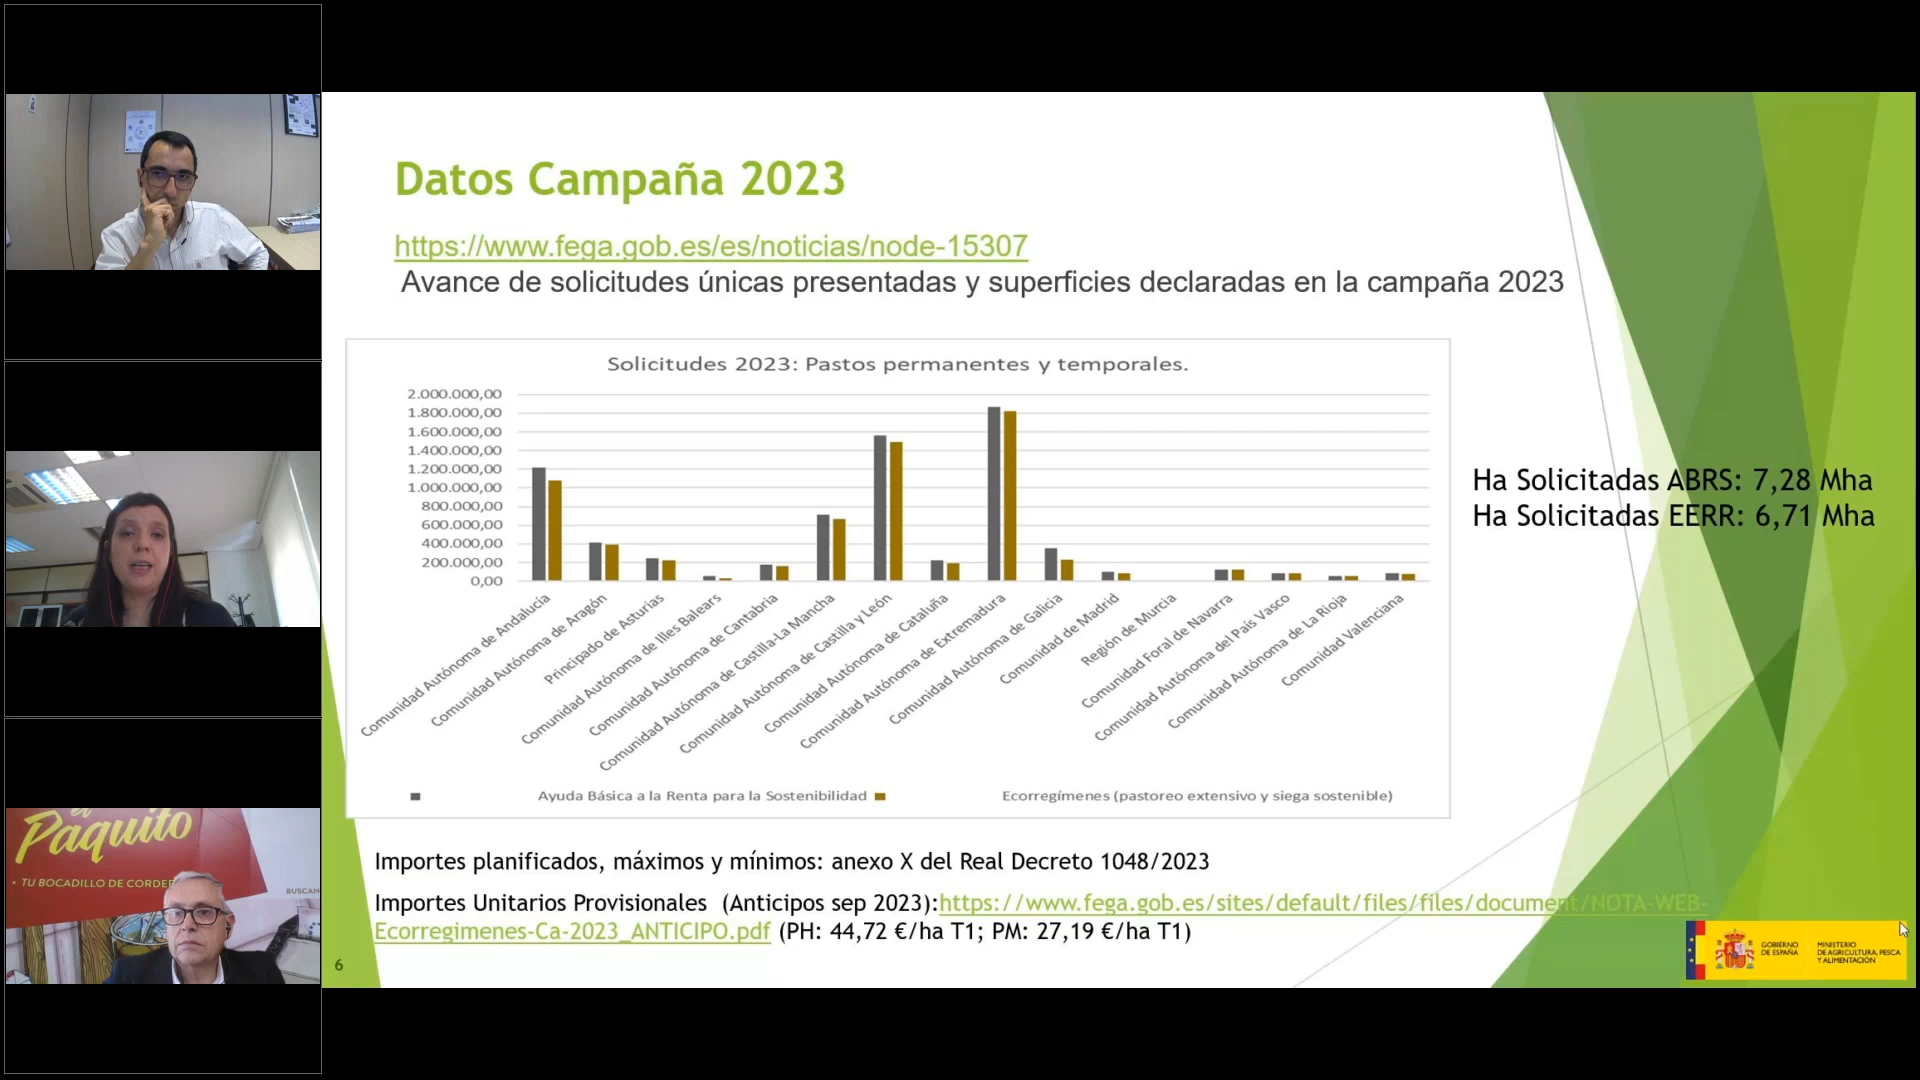 Datos Campaña 2023
https://www.fega.gob.es/es/noticias/node-15307
Avance de solicitudes únicas presentadas y superficies declaradas en la campaña 2023
Solicitudes 2023: Pastos permanentes y temporales.
2.000.000,00
1.800.000,00
1.600.000,00
1.400.000,00
1.200.000,00
1.000.000,00
800.000,00
600.000,00
400.000,00
200.000,00
0,00
Comunidad Autónoma de Andalucía
Comunidad Autónoma de Aragón
Principado de Asturias
Comunidad Autónoma de Illes Balears
Comunidad Autónoma de Cantabria
Comunidad Autónoma de Castilla-La Mancha
Comunidad Autónoma de Castilla y León
Comunidad Autónoma de Cataluña
Comunidad Autónoma de Extremadura
Comunidad Autónoma de Galicia
Comunidad de Madrid
Región de Murcia
Comunidad Foral de Navarra
Comunidad Autónoma del País Vasco
Comunidad Autónoma de La Rioja
Comunidad Valenciana
Ayuda Básica a la Renta para la Sostenibilidad
Ecorregímenes (pastoreo extensivo y siega sostenible)
Ha Solicitadas ABRS: 7,28 Mha
Ha Solicitadas EERR: 6,71 Mha
Importes planificados, máximos y mínimos: anexo X del Real Decreto 1048/2023
Importes Unitarios Provisionales (Anticipos sep 2023):https://www.fega.gob.es/sites/default/files/files/document/NOTA-WEB-
Ecorregimenes-Ca-2023_ANTICIPO.pdf (PH: 44,72 €/ha T1; PM: 27,19 €/ha T1)
6
GOBIERNO
DE ESPAÑA
MINISTERIO
DE AGRICULTURA, PESCA
Y ALIMENTACIÓN
el
Paquito
• TU BOCADILLO DE CORDE
BUSCAN